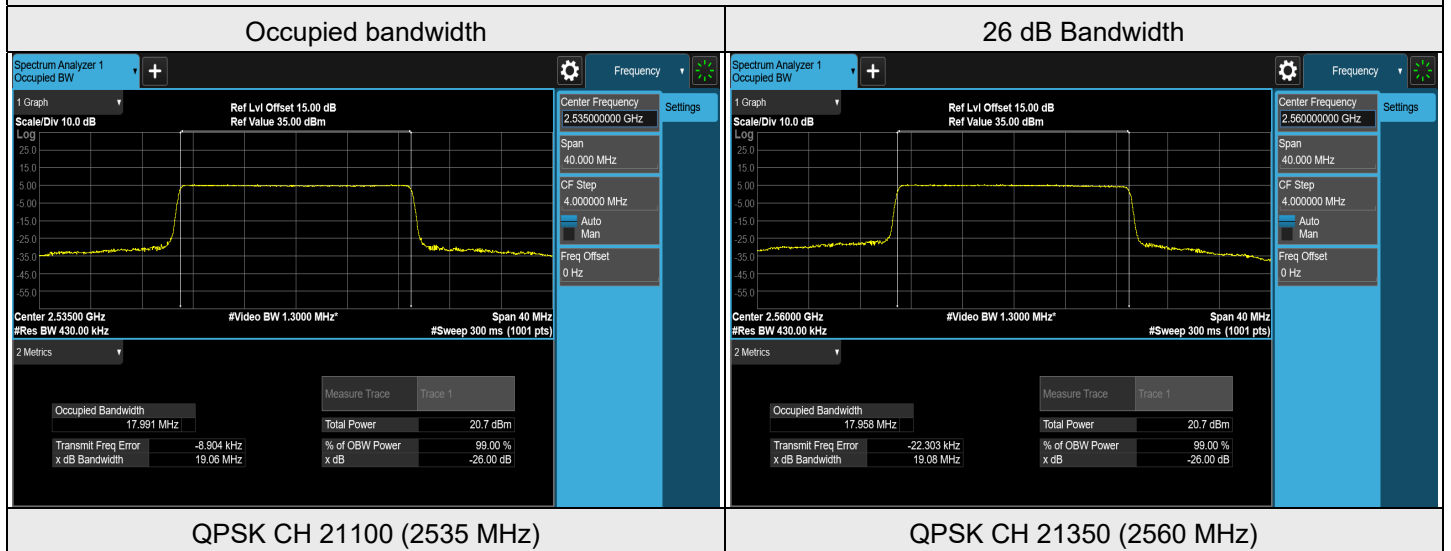 Occupied bandwidth
26 dB Bandwidth
Spectrum Analyzer 1
Occupied BW
+
Frequency
1 Graph
Scale/Div 10.0 dB
Ref Lvl Offset 15.00 dB
Ref Value 35.00 dBm
Log
25.0
15.0
5.00
-5.00
-15.0
-25.0
-35.0
-45.0
-55.0
Center 2.53500 GHz
#Res BW 430.00 kHz
#Video BW 1.3000 MHz*
Span 40 MHz
#Sweep 300 ms (1001 pts)
Center Frequency
2.535000000 GHz
Settings
Span
40.000 MHz
CF Step
4.000000 MHz
Auto
Man
Freq Offset
0 Hz
2 Metrics
Measure Trace Trace 1
Occupied Bandwidth
17.991 MHz
Total Power 20.7 dBm
Transmit Freq Error -8.904 kHz
% of OBW Power 99.00 %
x dB Bandwidth 19.06 MHz
x dB -26.00 dB
Spectrum Analyzer 1
Occupied BW
+
Frequency
1 Graph
Scale/Div 10.0 dB
Ref Lvl Offset 15.00 dB
Ref Value 35.00 dBm
Log
25.0
15.0
5.00
-5.00
-15.0
-25.0
-35.0
-45.0
-55.0
Center 2.56000 GHz
#Res BW 430.00 kHz
#Video BW 1.3000 MHz*
Span 40 MHz
#Sweep 300 ms (1001 pts)
Center Frequency
2.560000000 GHz
Settings
Span
40.000 MHz
CF Step
4.000000 MHz
Auto
Man
Freq Offset
0 Hz
2 Metrics
Measure Trace Trace 1
Occupied Bandwidth
17.958 MHz
Total Power 20.7 dBm
Transmit Freq Error -22.303 kHz
% of OBW Power 99.00 %
x dB Bandwidth 19.08 MHz
x dB -26.00 dB
QPSK CH 21100 (2535 MHz)
QPSK CH 21350 (2560 MHz)